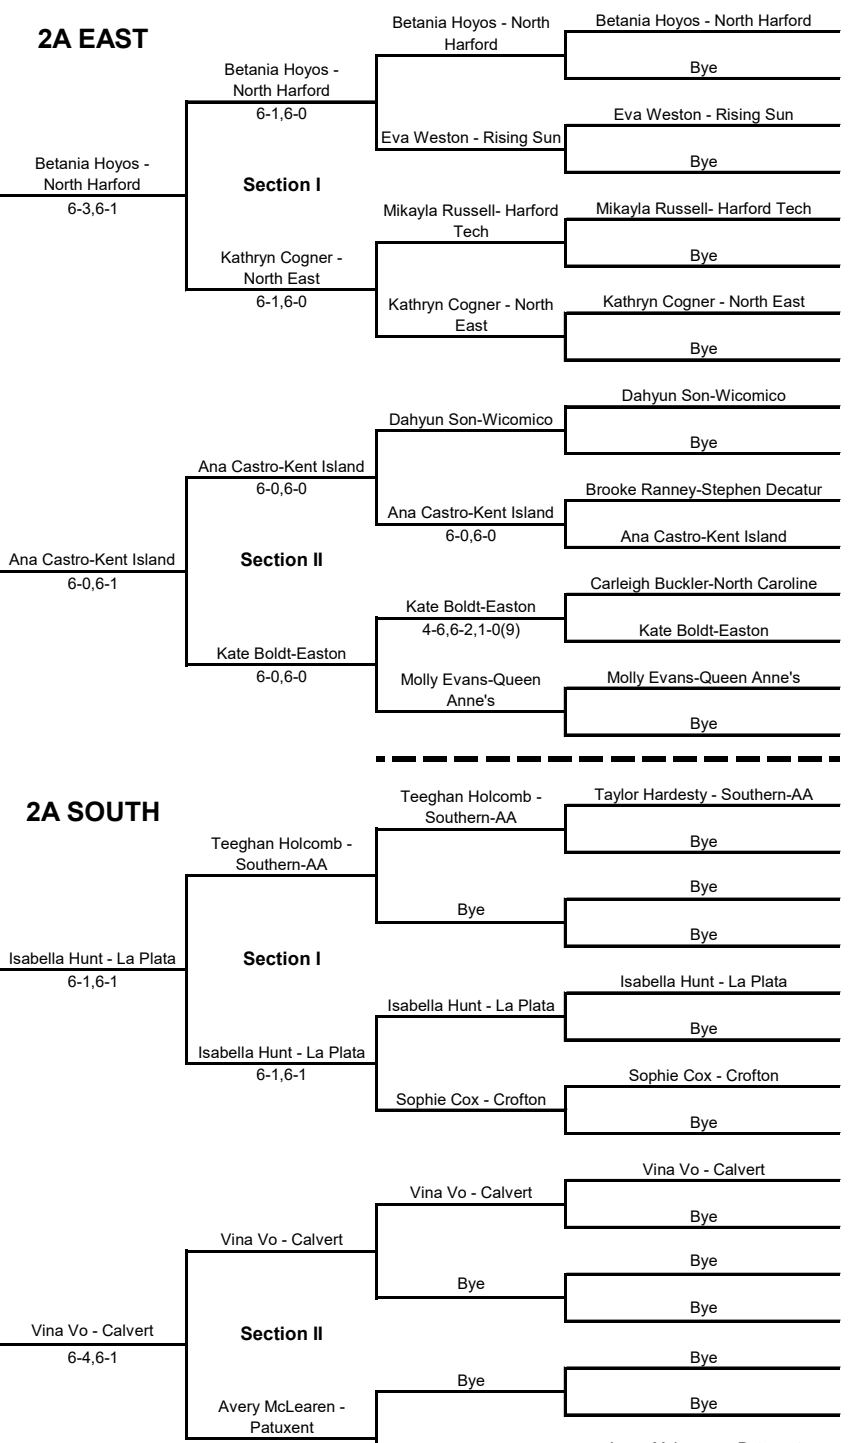 2A EAST
Betania Hoyos - North
Harford
Betania Hoyos - North Harford
Bye
Betania Hoyos -
North Harford
6-1,6-0
Eva Weston - Rising Sun
Eva Weston - Rising Sun
Bye
Betania Hoyos -
North Harford
6-3,6-1
Section I
Mikayla Russell- Harford
Tech
Mikayla Russell- Harford Tech
Bye
Kathryn Cogner -
North East
6-1,6-0
Kathryn Cogner - North
East
Kathryn Cogner - North East
Bye
Dahyun Son-Wicomico
Dahyun Son-Wicomico
Bye
Ana Castro-Kent Island
6-0,6-0
Ana Castro-Kent Island
6-0,6-0
Brooke Ranney-Stephen Decatur
Ana Castro-Kent Island
Ana Castro-Kent Island
6-0,6-1
Section II
Kate Boldt-Easton
4-6,6-2,1-0(9)
Carleigh Buckler-North Caroline
Kate Boldt-Easton
Kate Boldt-Easton
6-0,6-0
Molly Evans-Queen
Anne's
Molly Evans-Queen Anne's
Bye
2A SOUTH
Teeghan Holcomb -
Southern-AA
Taylor Hardesty - Southern-AA
Bye
Teeghan Holcomb -
Southern-AA
Bye
Bye
Bye
Isabella Hunt - La Plata
6-1,6-1
Section I
Isabella Hunt - La Plata
Isabella Hunt - La Plata
Bye
Isabella Hunt - La Plata
6-1,6-1
Sophie Cox - Crofton
Sophie Cox - Crofton
Bye
Vina Vo - Calvert
Vina Vo - Calvert
Bye
Vina Vo - Calvert
Bye
Bye
Bye
Vina Vo - Calvert
6-4,6-1
Section II
Bye
Bye
Bye
Avery McLearen -
Patuxent